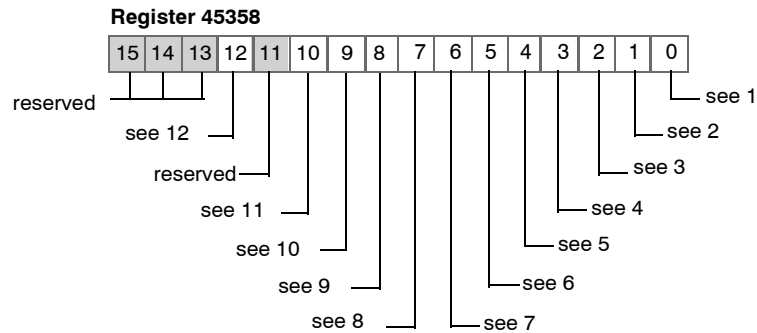 Register 45358
15 14 13 12 11 10 9 8 7 6 5 4 3 2 1 0
reserved
see 1
see 12
see 2
reserved
see 3
see 11
see 4
see 10
see 5
see 9
see 6
see 8
see 7